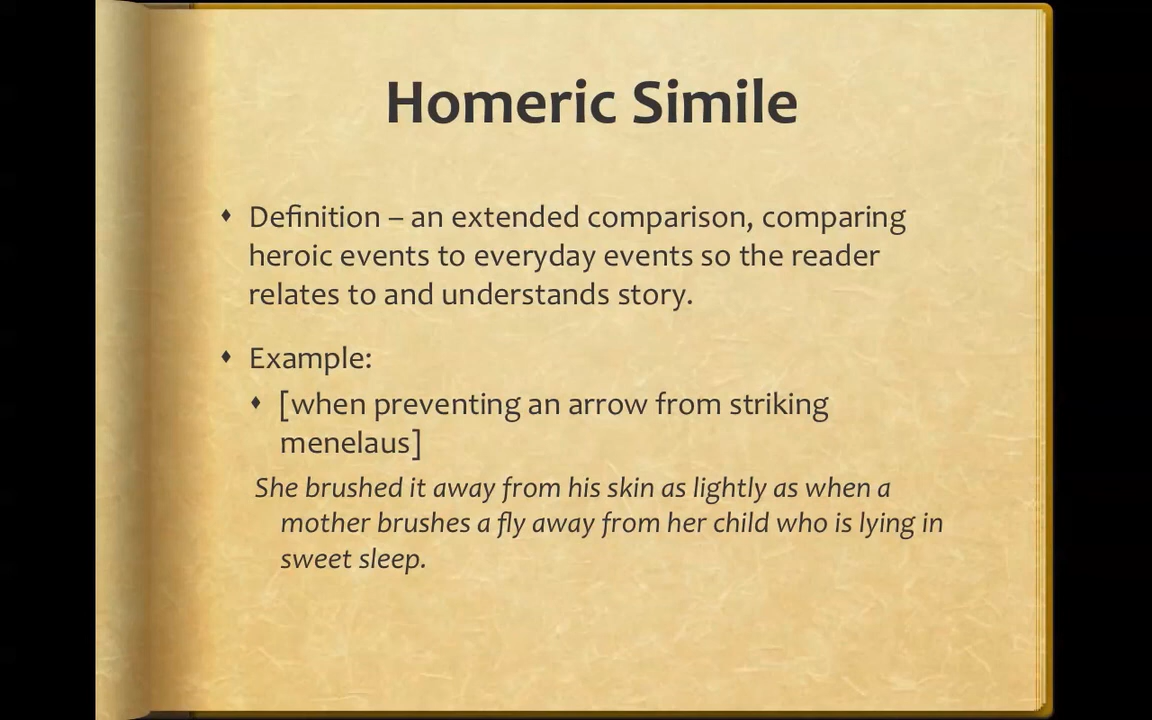 Homeric Simile
♦ Definition – an extended comparison, comparing
heroic events to everyday events so the reader
relates to and understands story.
♦ Example:
♦ [when preventing an arrow from striking
menelaus]
She brushed it away from his skin as lightly as when a
mother brushes a fly away from her child who is lying in
sweet sleep.